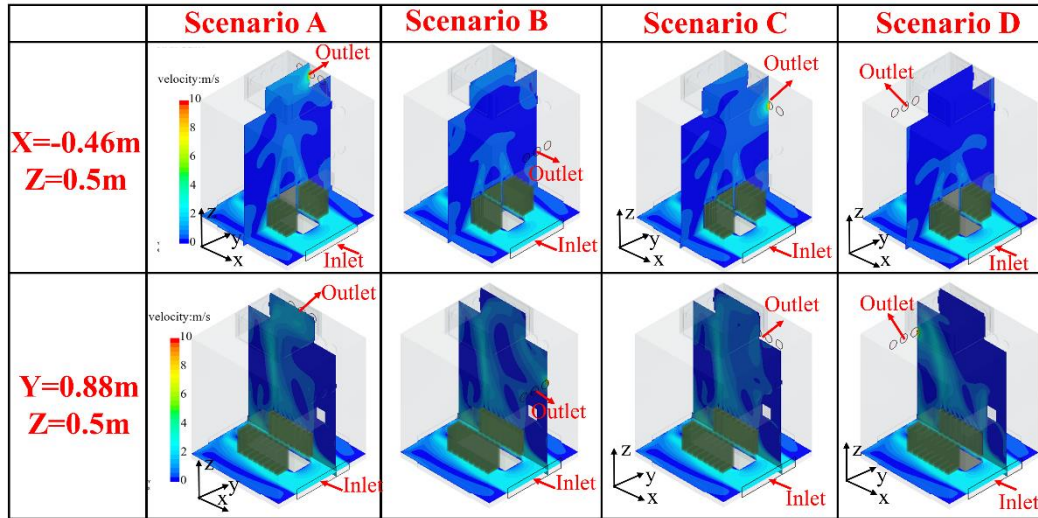 Scenario A
Scenario B
Scenario C
Scenario D
X=-0.46m
Z=0.5m
velocity:m/s
10
8
6
4
2
0
Outlet
z
y
x
Inlet
Outlet
Inlet
Outlet
z
y
x
Inlet
Outlet
z
y
x
Inlet
Y=0.88m
Z=0.5m
velocity:m/s
10
8
6
4
2
0
Outlet
z
y
x
Inlet
Outlet
Inlet
Outlet
z
y
x
Inlet
Outlet
z
y
x
Inlet